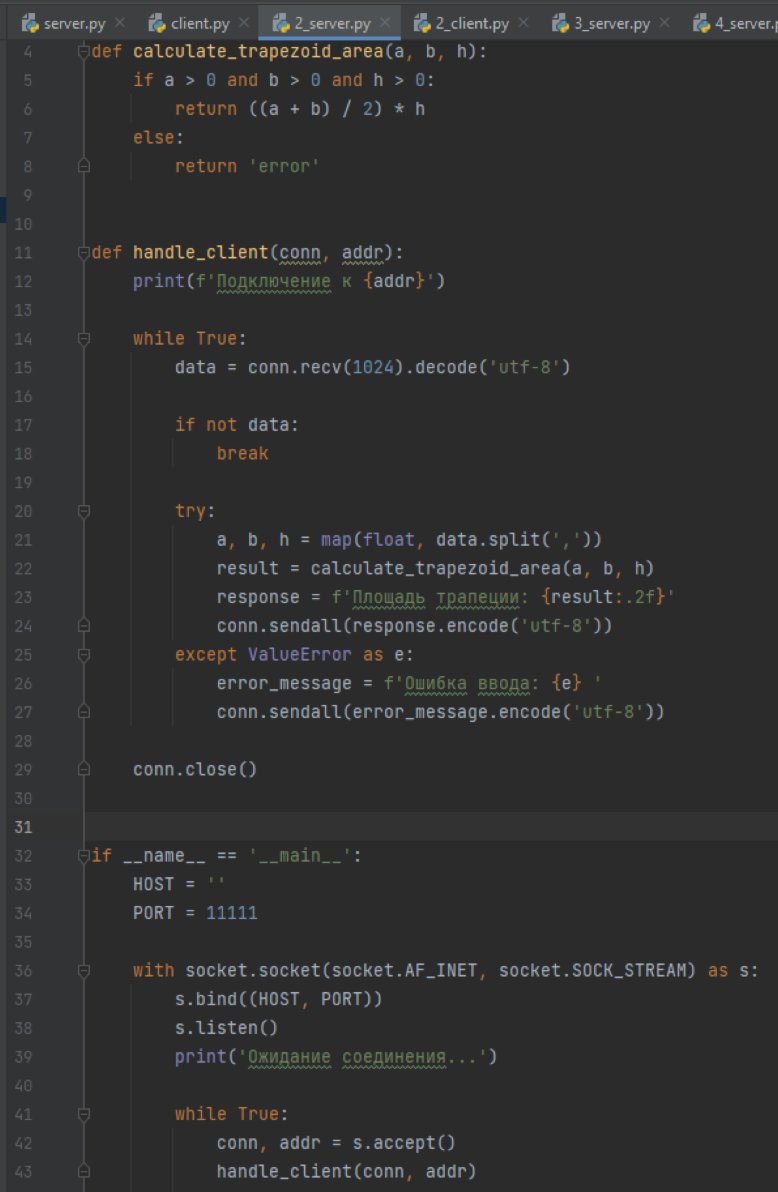 server.py × client.py × 2_server.py × 2_client.py × 3_server.py × 4_server.p
4 def calculate_trapezoid_area(a, b, h):
5     if a > 0 and b > 0 and h > 0:
6         return ((a + b) / 2) * h
7     else:
8         return 'error'
9
10
11 def handle_client(conn, addr):
12     print(f'Подключение к {addr}')
13
14     while True:
15         data = conn.recv(1024).decode('utf-8')
16
17         if not data:
18             break
19
20         try:
21             a, b, h = map(float, data.split(','))
22             result = calculate_trapezoid_area(a, b, h)
23             response = f'Площадь трапеции: {result:.2f}'
24             conn.sendall(response.encode('utf-8'))
25         except ValueError as e:
26             error_message = f'Ошибка ввода: {e} '
27             conn.sendall(error_message.encode('utf-8'))
28
29     conn.close()
30
31
32 if __name__ == '__main__':
33     HOST = ''
34     PORT = 11111
35
36     with socket.socket(socket.AF_INET, socket.SOCK_STREAM) as s:
37         s.bind((HOST, PORT))
38         s.listen()
39         print('Ожидание соединения...')
40
41         while True:
42             conn, addr = s.accept()
43             handle_client(conn, addr)